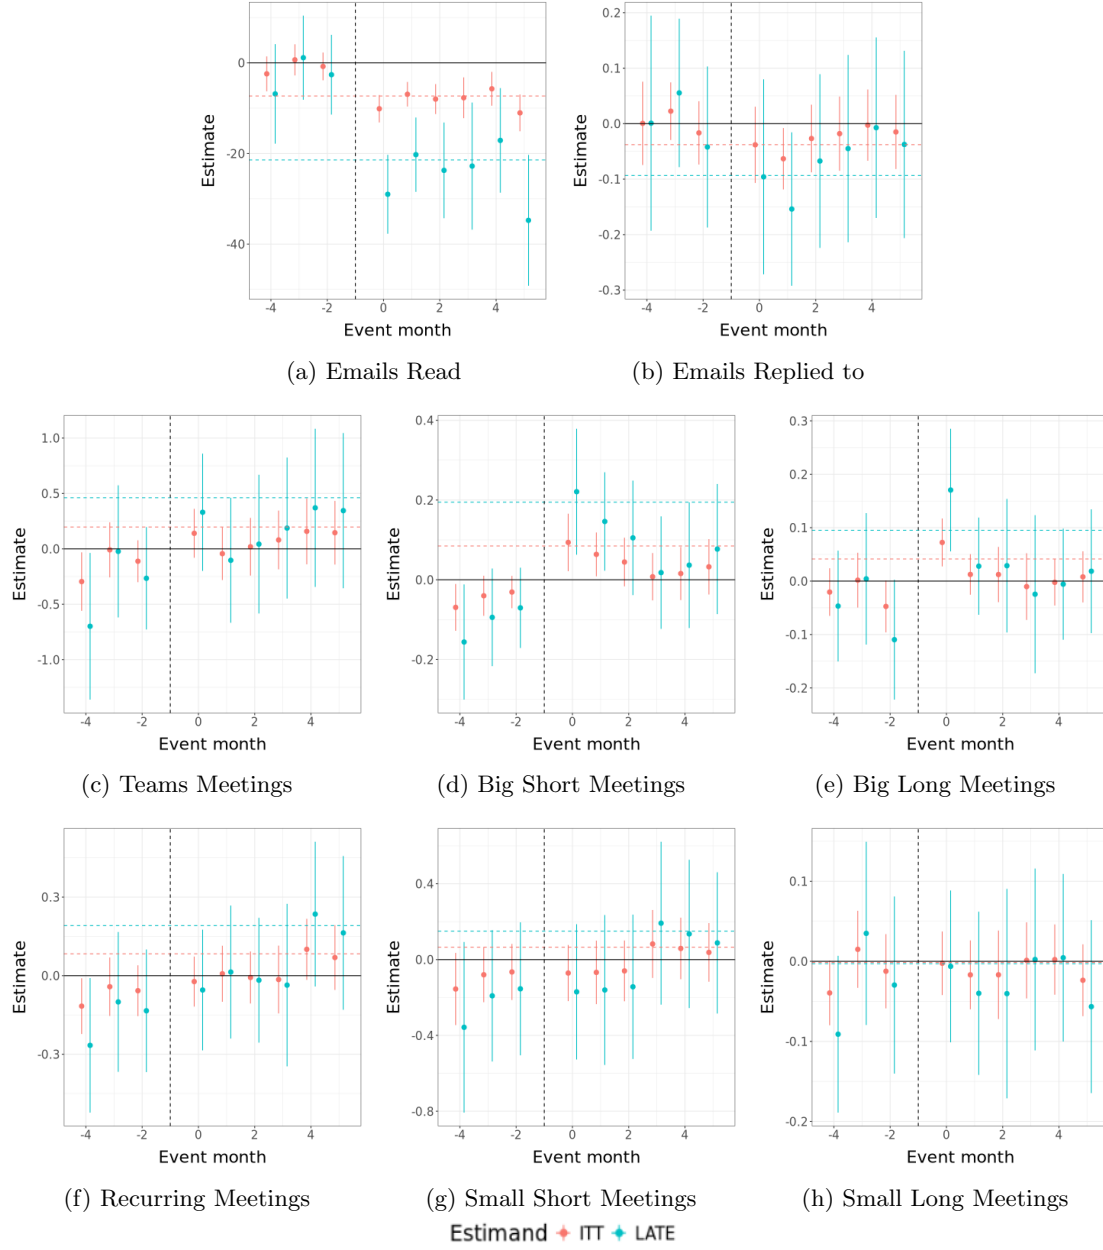 0
-20
-40
Estimate
-4 -2 0 2 4
Event month
(a) Emails Read
0.2
0.1
0.0
-0.1
-0.2
-0.3
Estimate
-4 -2 0 2 4
Event month
(b) Emails Replied to
1.0
0.5
0.0
-0.5
-1.0
Estimate
-4 -2 0 2 4
Event month
(c) Teams Meetings
0.4
0.2
0.0
-0.2
Estimate
-4 -2 0 2 4
Event month
(d) Big Short Meetings
0.3
0.2
0.1
0.0
-0.1
-0.2
Estimate
-4 -2 0 2 4
Event month
(e) Big Long Meetings
0.3
0.0
-0.3
Estimate
-4 -2 0 2 4
Event month
(f) Recurring Meetings
0.4
0.0
-0.4
-0.8
Estimate
-4 -2 0 2 4
Event month
(g) Small Short Meetings
0.1
0.0
-0.1
-0.2
Estimate
-4 -2 0 2 4
Event month
(h) Small Long Meetings
Estimand ITT LATE